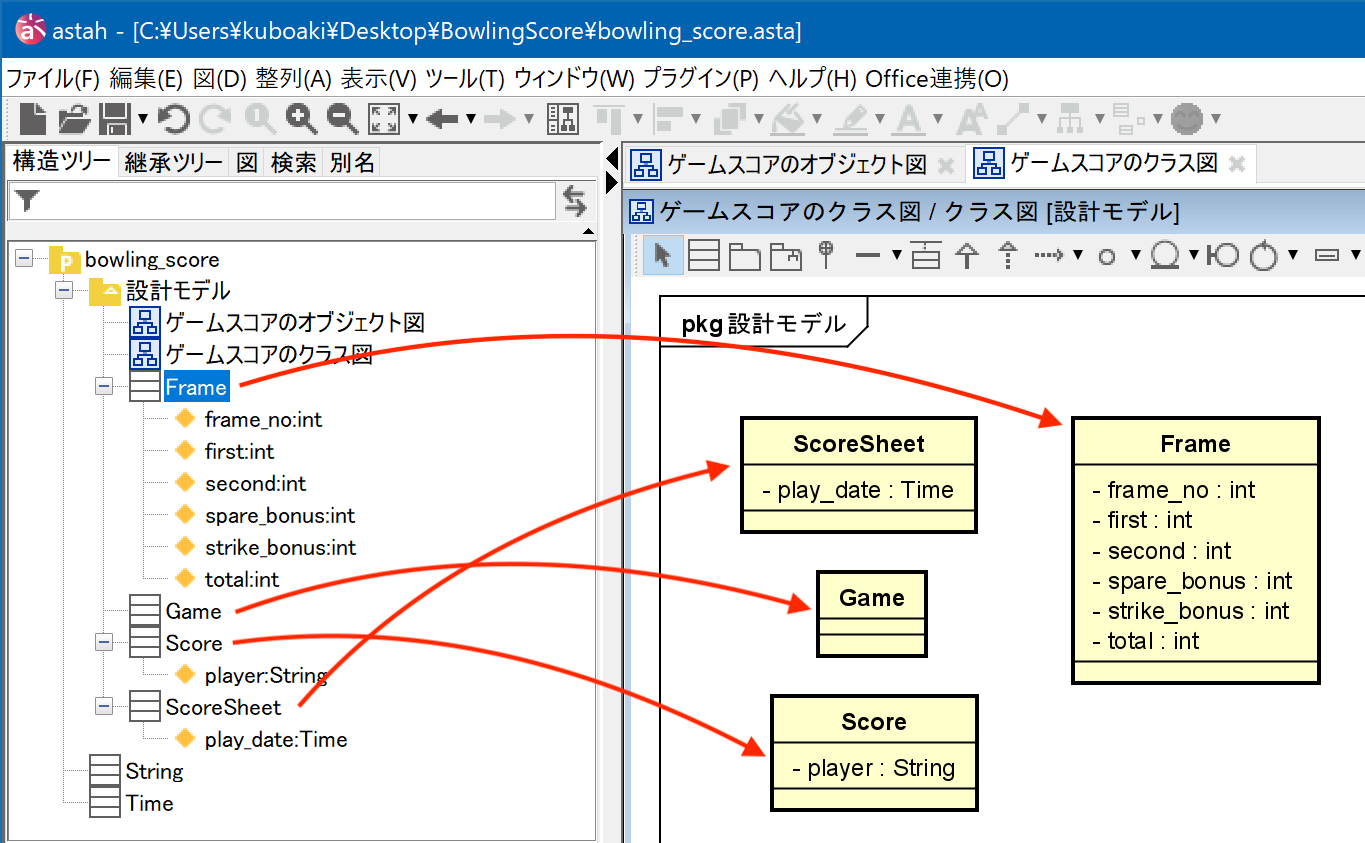 astah - [C:¥Users¥kuboaki¥Desktop¥BowlingScore¥bowling_score.asta]
ファイル(F) 編集(E) 図(D) 整列(A) 表示(V) ツール(T) ウィンドウ(W) プラグイン(P) ヘルプ(H) Office連携(O)
構造ツリー 継承ツリー 図 検索 別名
ゲームスコアのオブジェクト図 ゲームスコアのクラス図
ゲームスコアのクラス図 / クラス図 [設計モデル]
bowling_score
設計モデル
ゲームスコアのオブジェクト図
ゲームスコアのクラス図
Frame
frame_no:int
first:int
second:int
spare_bonus:int
strike_bonus:int
total:int
Game
Score
player:String
ScoreSheet
play_date:Time
String
Time
pkg 設計モデル
ScoreSheet
- play_date : Time
Game
Score
- player : String
Frame
- frame_no : int
- first : int
- second : int
- spare_bonus : int
- strike_bonus : int
- total : int